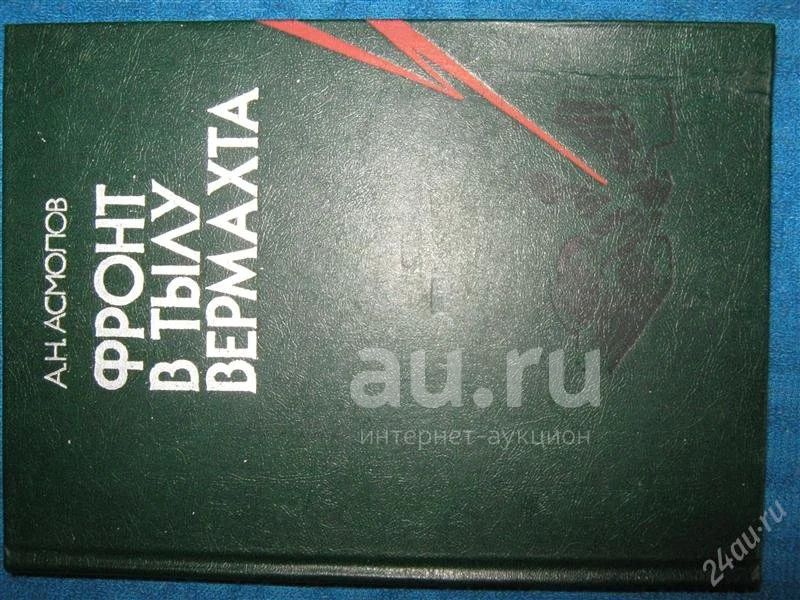 А.Н. АСМОЛОВ
ФРОНТ
В ТЫЛУ
ВЕРМАХТА
au.ru
интернет-аукцион
24au.ru